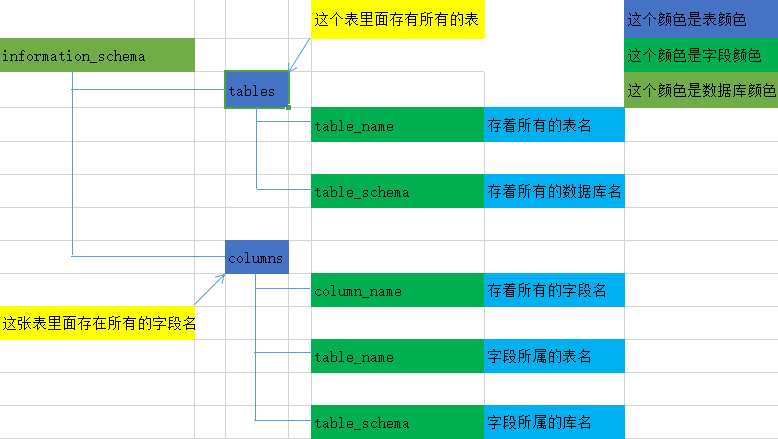 这个表里面存有所有的表
这个颜色是表颜色
information_schema
这个颜色是字段颜色
tables
这个颜色是数据库颜色
table_name
存着所有的表名
table_schema
存着所有的数据库名
columns
column_name
存着所有的字段名
这张表里面存在所有的字段名
table_name
字段所属的表名
table_schema
字段所属的库名